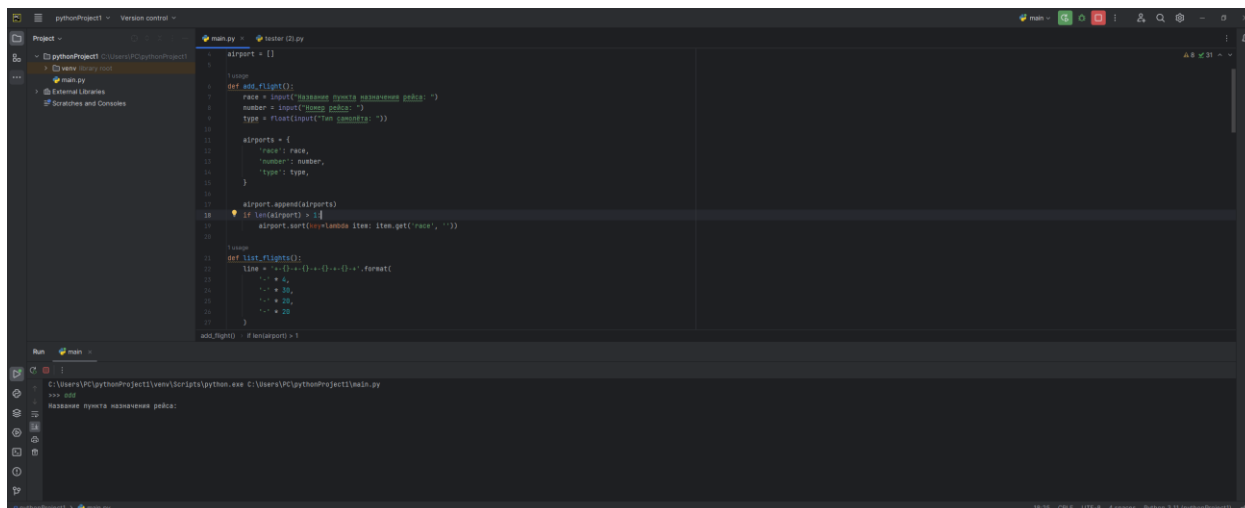 pythonProject1 Version control
main
Project
main.py
tester (2).py
pythonProject1 C:\Users\PC\pythonProject1
venv library root
main.py
External Libraries
Scratches and Consoles
8 31
airport = []
1 usage
def add_flight():
race = input("Название пункта назначения рейса: ")
number = input("Номер рейса: ")
type = float(input("Тип самолёта: "))
airports = {
'race': race,
'number': number,
'type': type,
}
airport.append(airports)
18 if len(airport) > 1:
airport.sort(key=lambda item: item.get('race', ''))
1 usage
def list_flights():
line = '+-{}-+-{}-+-{}-+-{}-+'.format(
'-' * 4,
'-' * 30,
'-' * 20,
'-' * 20
)
add_flight() > if len(airport) > 1
Run main
C:\Users\PC\pythonProject1\venv\Scripts\python.exe C:\Users\PC\pythonProject1\main.py
>>> add
Название пункта назначения рейса: